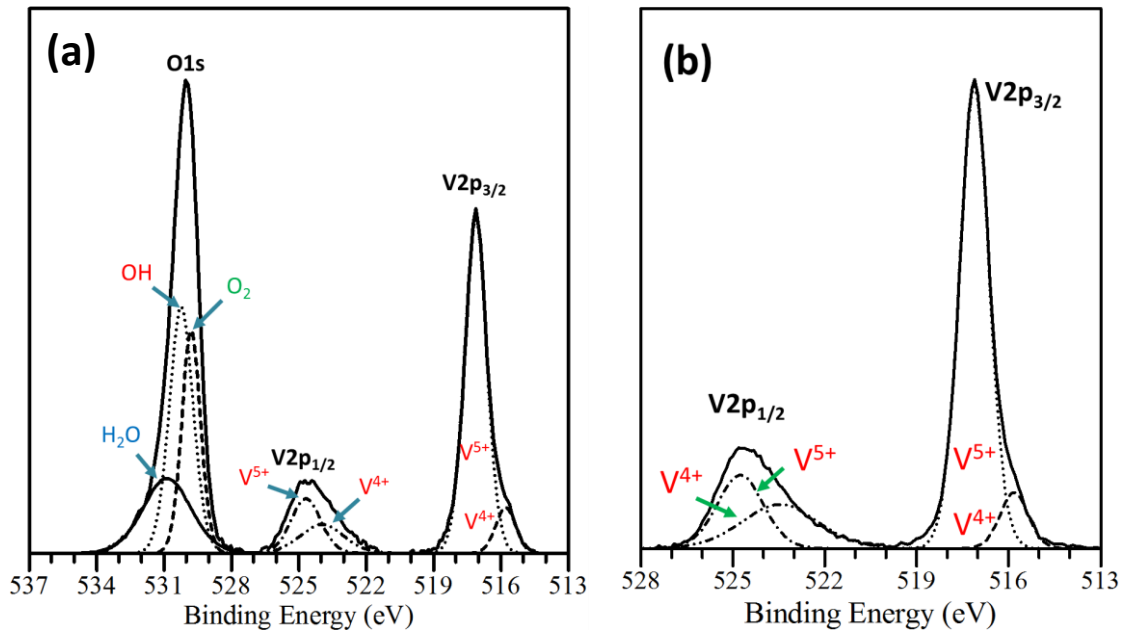 (a)
O1s
V2p3/2
OH
O2
H2O
V2p1/2
V5+
V4+
V5+
V4+
537 534 531 528 525 522 519 516 513
Binding Energy (eV)
(b)
V2p3/2
V2p1/2
V4+
V5+
V5+
V4+
528 525 522 519 516 513
Binding Energy (eV)